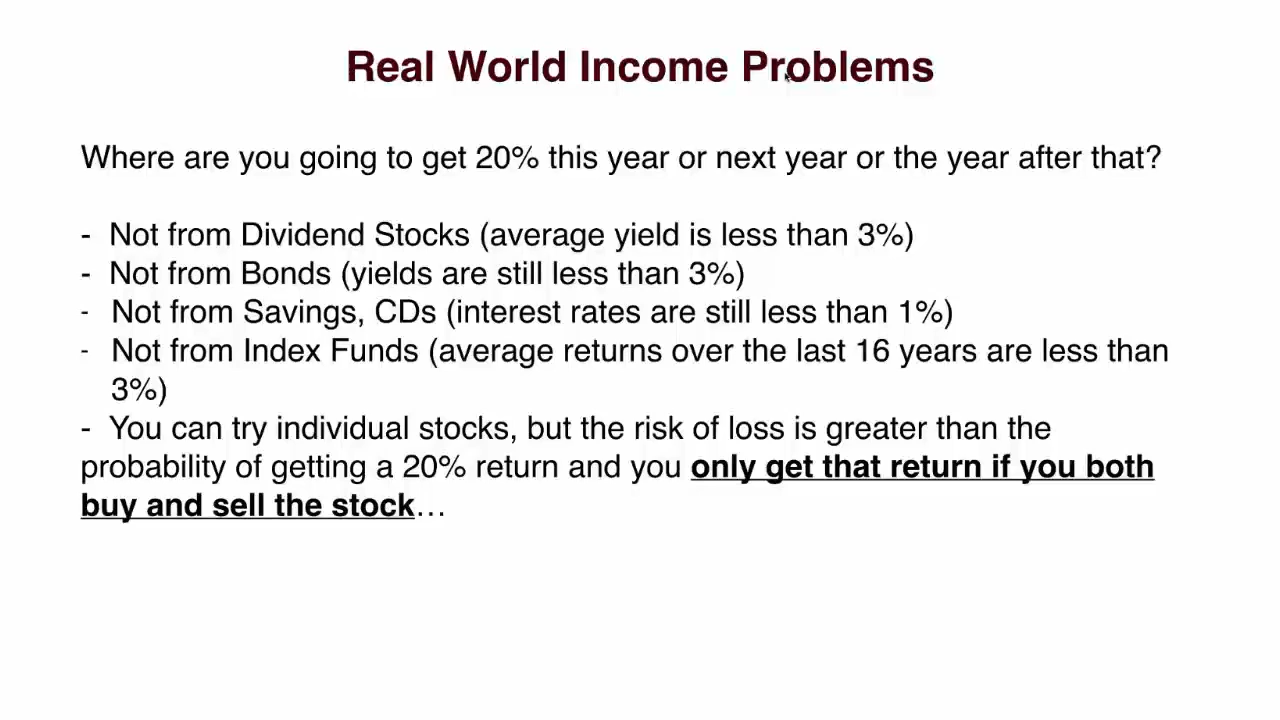 Real World Income Problems
Where are you going to get 20% this year or next year or the year after that?
- Not from Dividend Stocks (average yield is less than 3%)
- Not from Bonds (yields are still less than 3%)
- Not from Savings, CDs (interest rates are still less than 1%)
- Not from Index Funds (average returns over the last 16 years are less than
3%)
- You can try individual stocks, but the risk of loss is greater than the
probability of getting a 20% return and you only get that return if you both
buy and sell the stock…